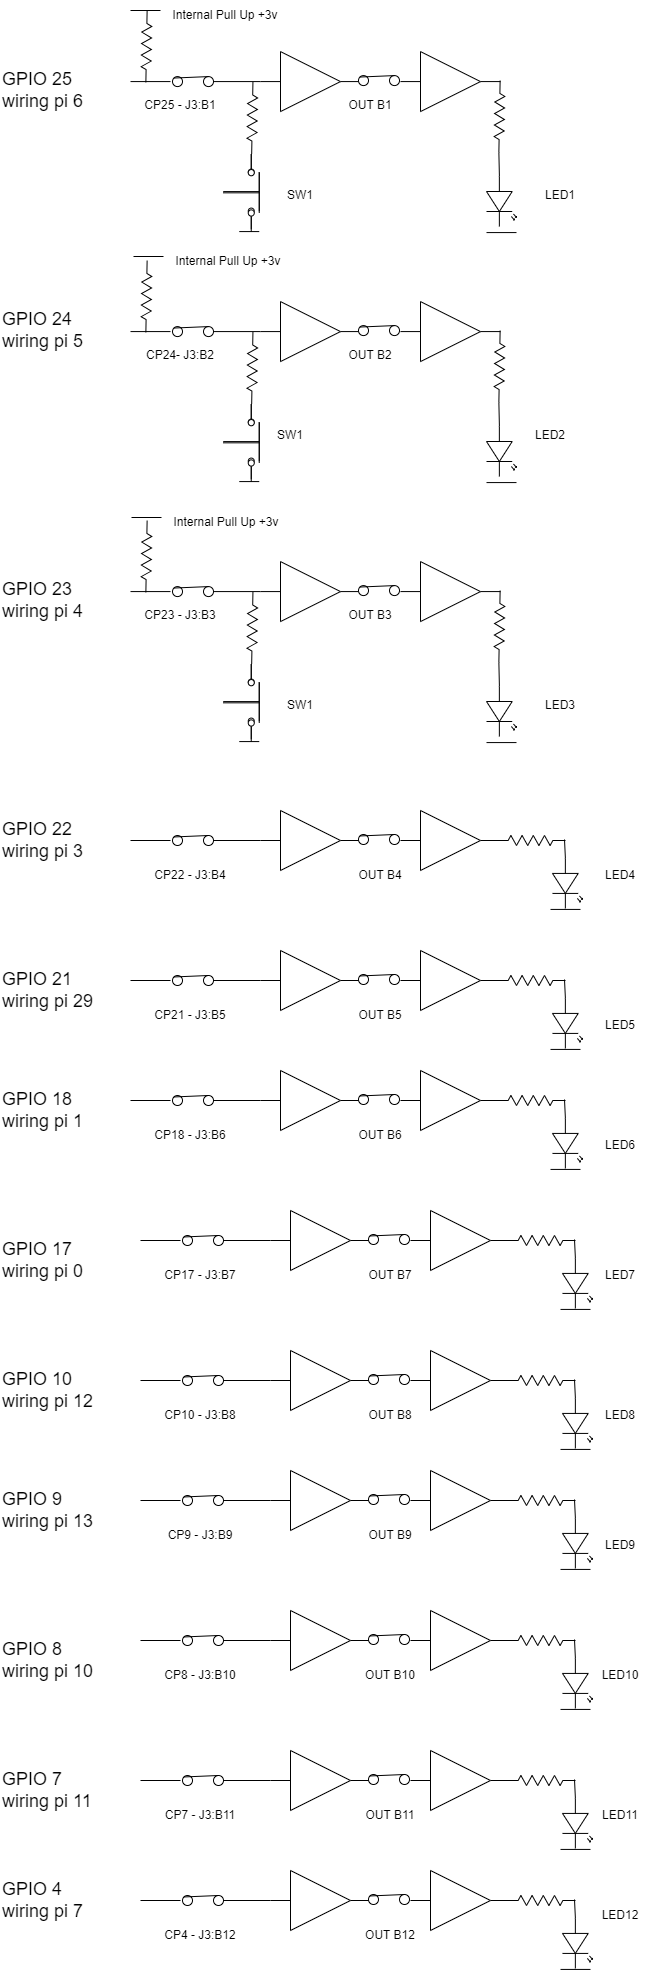 Internal Pull Up +3v
GPIO 25
wiring pi 6
CP25 - J3:B1
OUT B1
SW1
LED1
Internal Pull Up +3v
GPIO 24
wiring pi 5
CP24- J3:B2
OUT B2
SW1
LED2
Internal Pull Up +3v
GPIO 23
wiring pi 4
CP23 - J3:B3
OUT B3
SW1
LED3
GPIO 22
wiring pi 3
CP22 - J3:B4
OUT B4
LED4
GPIO 21
wiring pi 29
CP21 - J3:B5
OUT B5
LED5
GPIO 18
wiring pi 1
CP18 - J3:B6
OUT B6
LED6
GPIO 17
wiring pi 0
CP17 - J3:B7
OUT B7
LED7
GPIO 10
wiring pi 12
CP10 - J3:B8
OUT B8
LED8
GPIO 9
wiring pi 13
CP9 - J3:B9
OUT B9
LED9
GPIO 8
wiring pi 10
CP8 - J3:B10
OUT B10
LED10
GPIO 7
wiring pi 11
CP7 - J3:B11
OUT B11
LED11
GPIO 4
wiring pi 7
CP4 - J3:B12
OUT B12
LED12